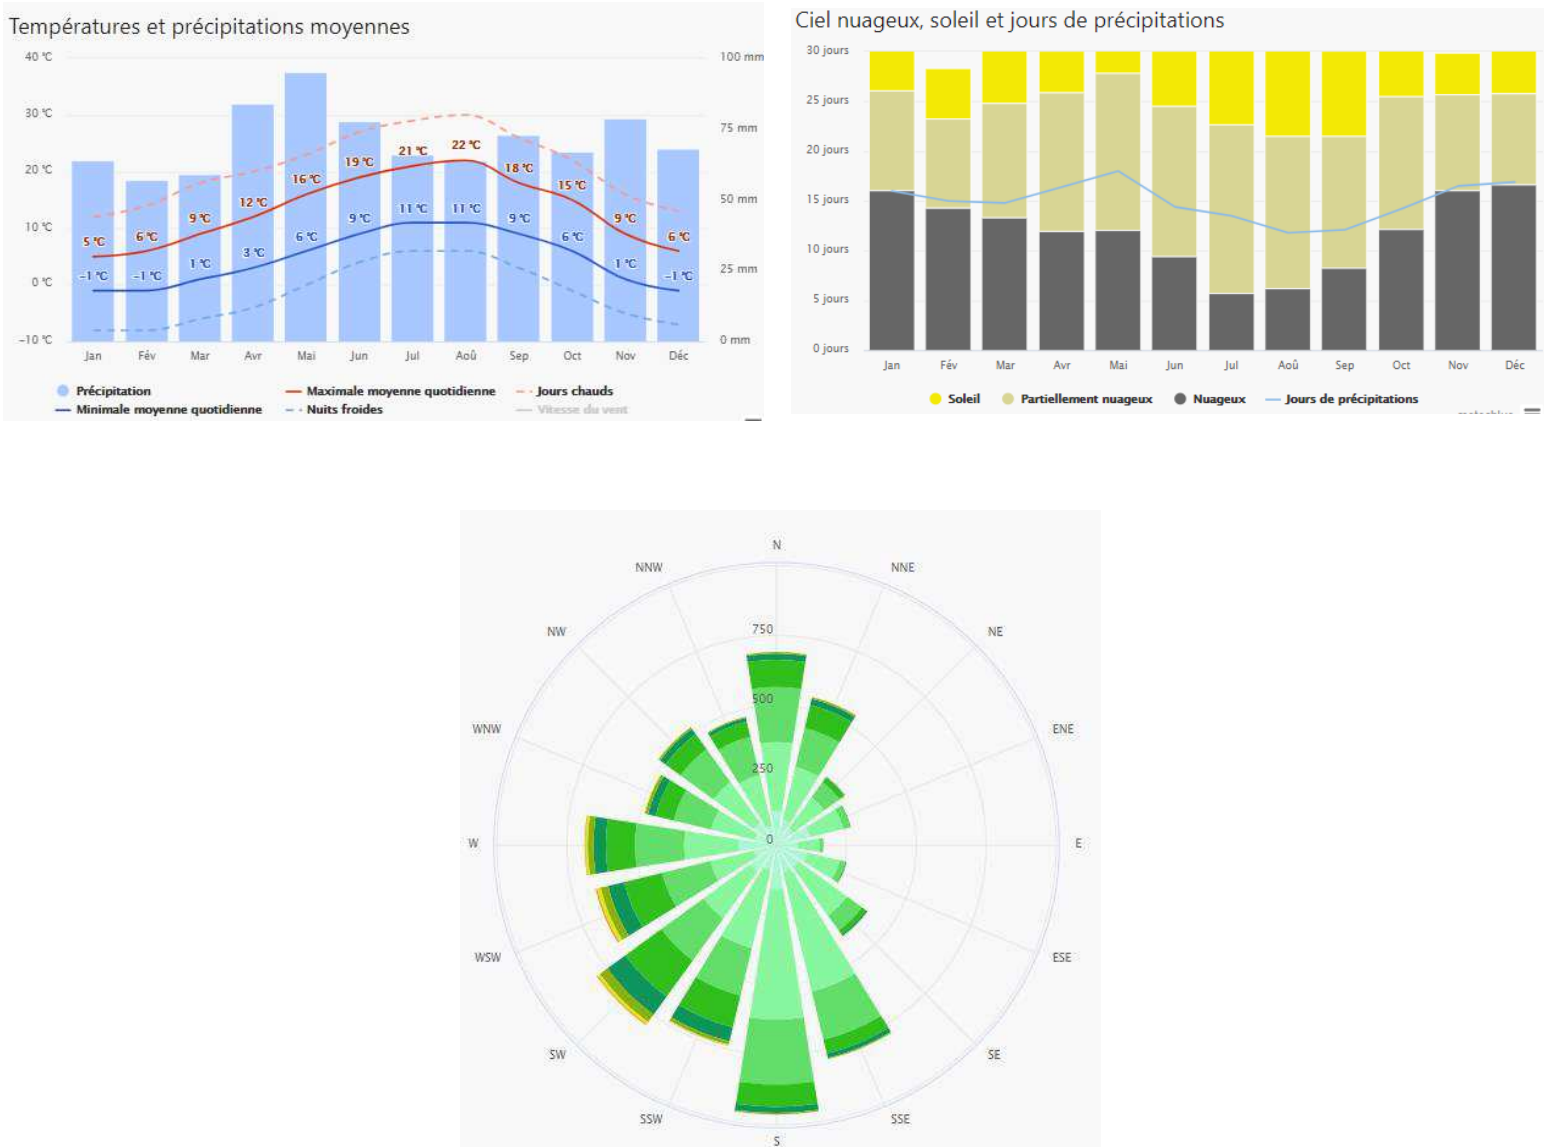 Températures et précipitations moyennes
40 °C
30 °C
20 °C
10 °C
0 °C
−10 °C
100 mm
75 mm
50 mm
25 mm
0 mm
5 °C
6 °C
9 °C
12 °C
16 °C
19 °C
21 °C
22 °C
18 °C
15 °C
9 °C
6 °C
−1 °C
−1 °C
1 °C
3 °C
6 °C
9 °C
11 °C
11 °C
9 °C
6 °C
1 °C
−1 °C
Jan Fév Mar Avr Mai Jun Jul Aoû Sep Oct Nov Déc
Précipitation Maximale moyenne quotidienne Jours chauds
Minimale moyenne quotidienne Nuits froides Vitesse du vent
Ciel nuageux, soleil et jours de précipitations
30 jours
25 jours
20 jours
15 jours
10 jours
5 jours
0 jours
Jan Fév Mar Avr Mai Jun Jul Aoû Sep Oct Nov Déc
Soleil Partiellement nuageux Nuageux Jours de précipitations
N
NNW NNE
NW NE
WNW ENE
W E
WSW ESE
SW SE
SSW SSE
S
750
500
250
0